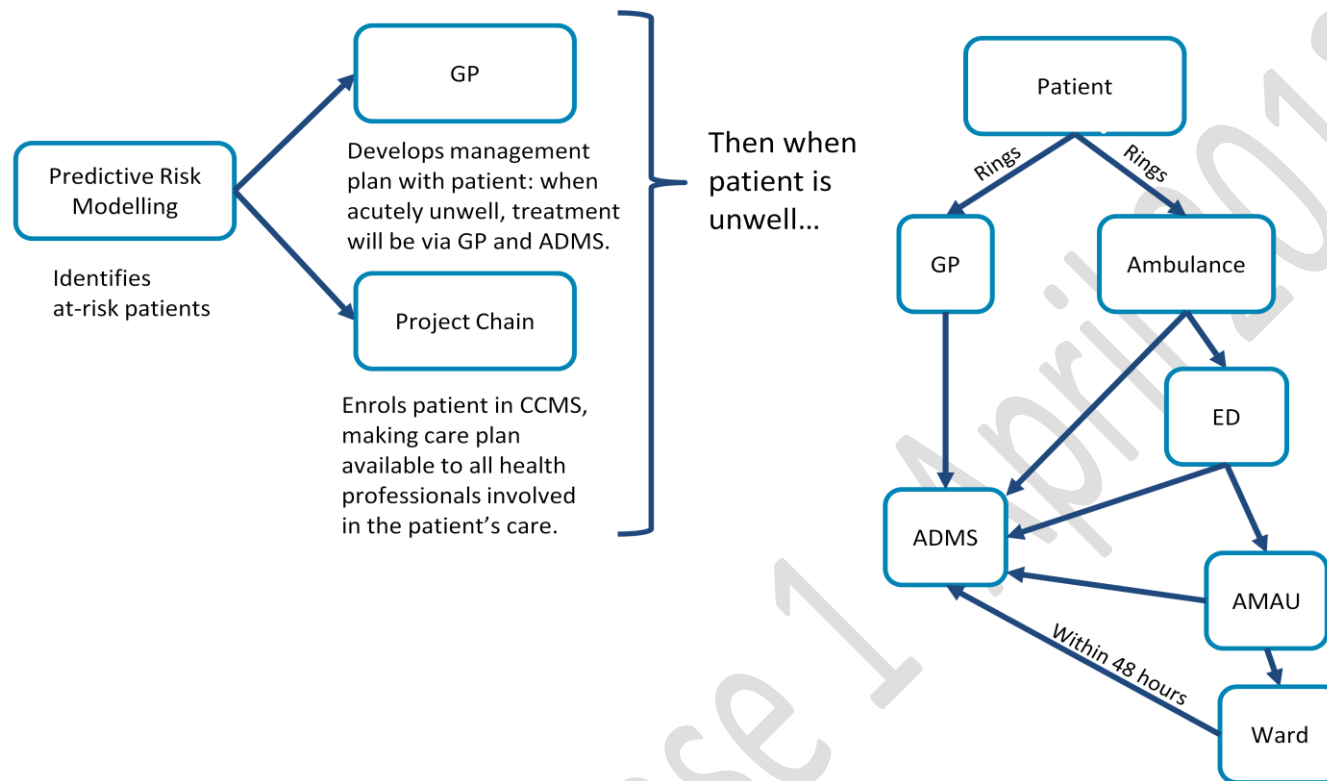 GP
Predictive Risk
Modelling
Identifies
at-risk patients
Develops management
plan with patient: when
acutely unwell, treatment
will be via GP and ADMS.
Project Chain
Enrols patient in CCMS,
making care plan
available to all health
professionals involved
in the patient’s care.
Then when
patient is
unwell...
Patient
Rings
Rings
GP
Ambulance
ED
ADMS
AMAU
Within 48 hours
Ward
1 April 201